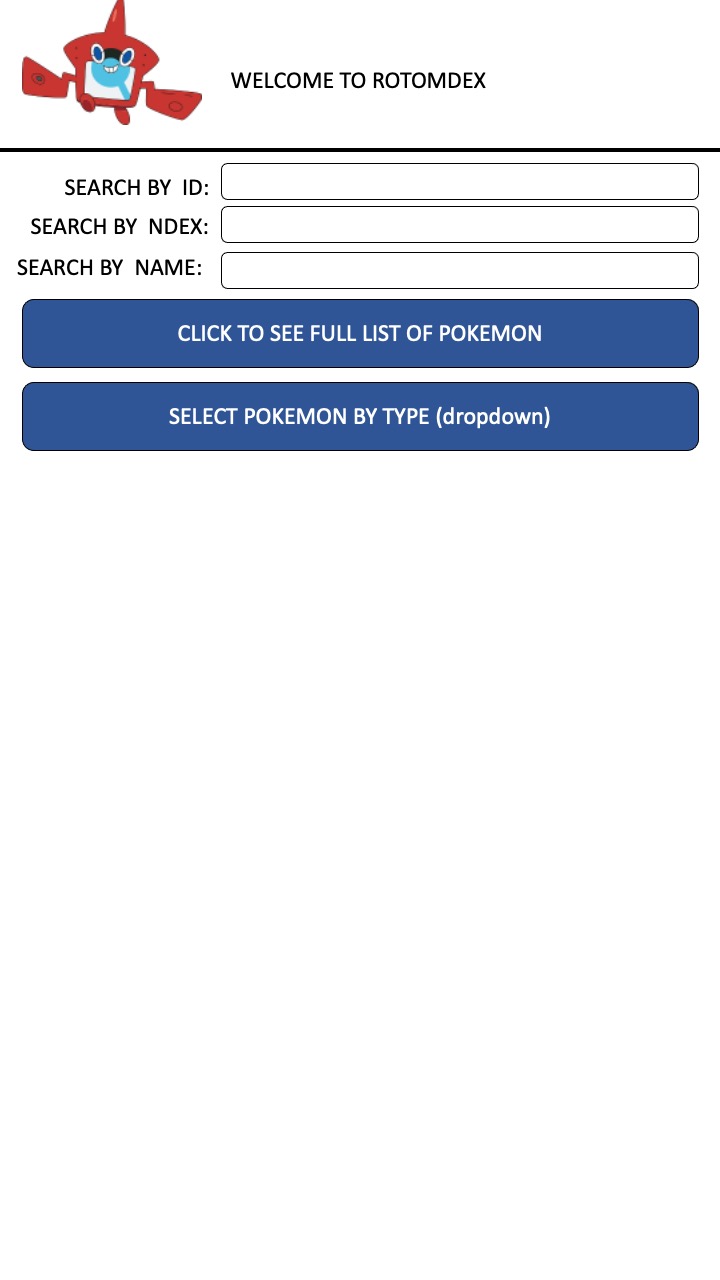 WELCOME TO ROTOMDEX
SEARCH BY ID:
SEARCH BY NDEX:
SEARCH BY NAME:
CLICK TO SEE FULL LIST OF POKEMON
SELECT POKEMON BY TYPE (dropdown)